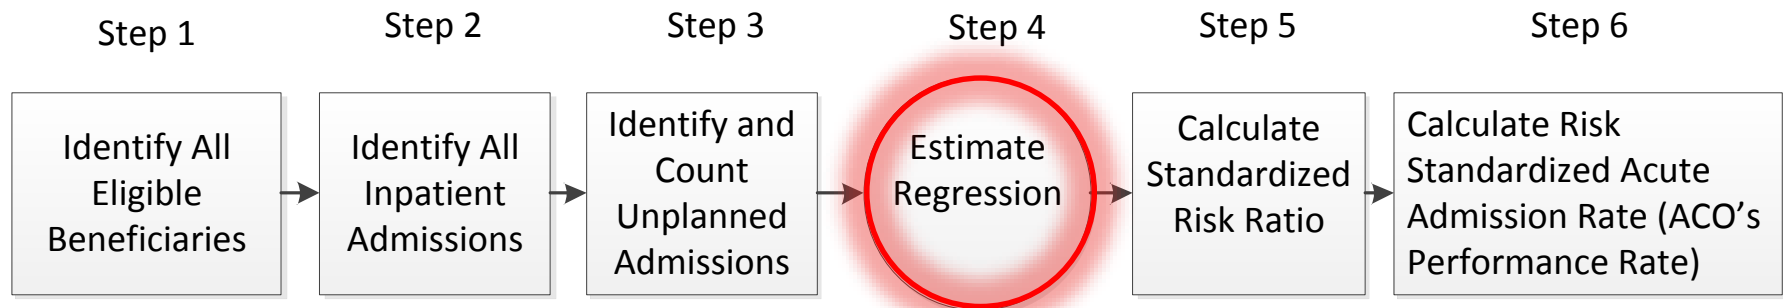 Step 1
Identify All
Eligible
Beneficiaries
Step 2
Identify All
Inpatient
Admissions
Step 3
Identify and
Count
Unplanned
Admissions
Step 4
Estimate
Regression
Step 5
Calculate
Standardized
Risk Ratio
Step 6
Calculate Risk
Standardized Acute
Admission Rate (ACO’s
Performance Rate)